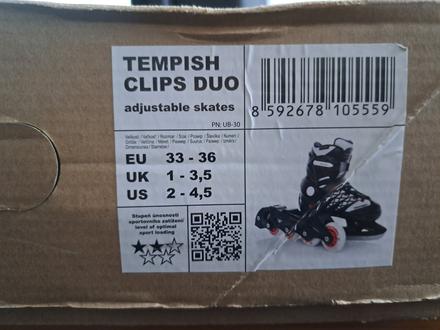 TEMPISH
CLIPS DUO
adjustable skates
PN: UB-30
8 592678 105559
EU 33 - 36
UK 1 - 3,5
US 2 - 4,5
Stupeň únosnosti
sportovního zatížení
level of optimal
sport loading